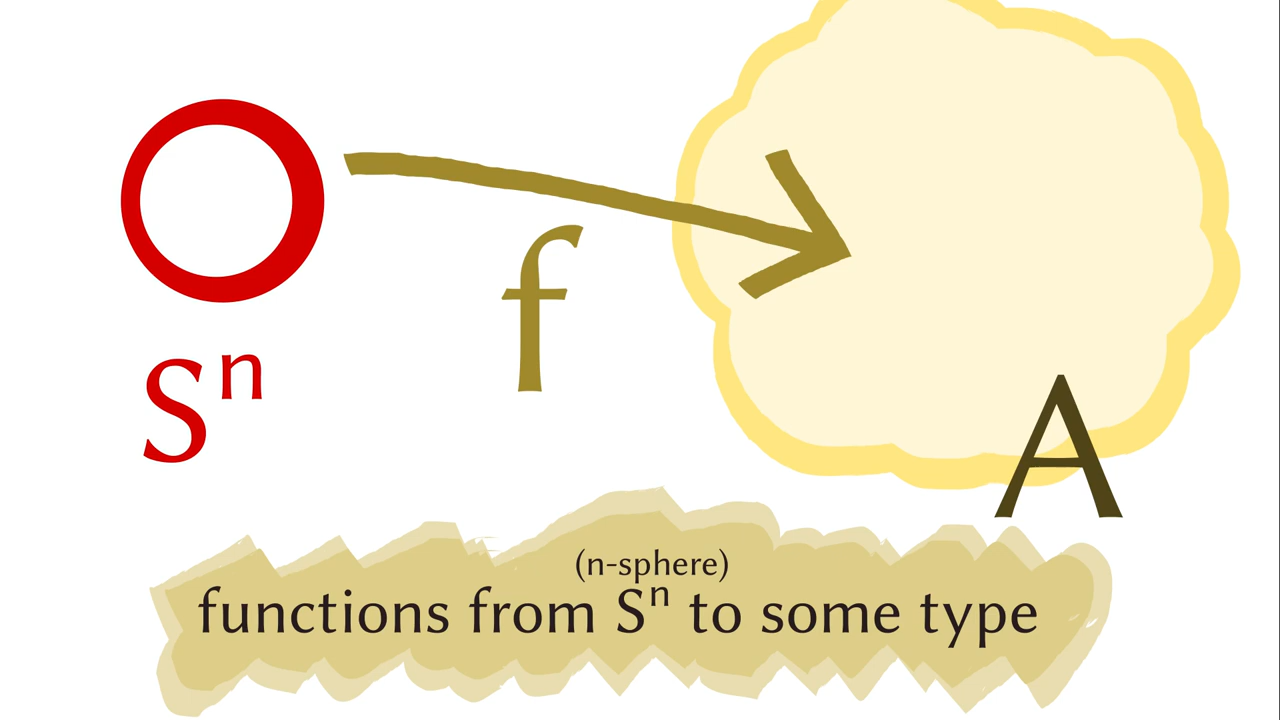 f
Sⁿ
A
(n-sphere)
functions from Sⁿ to some type